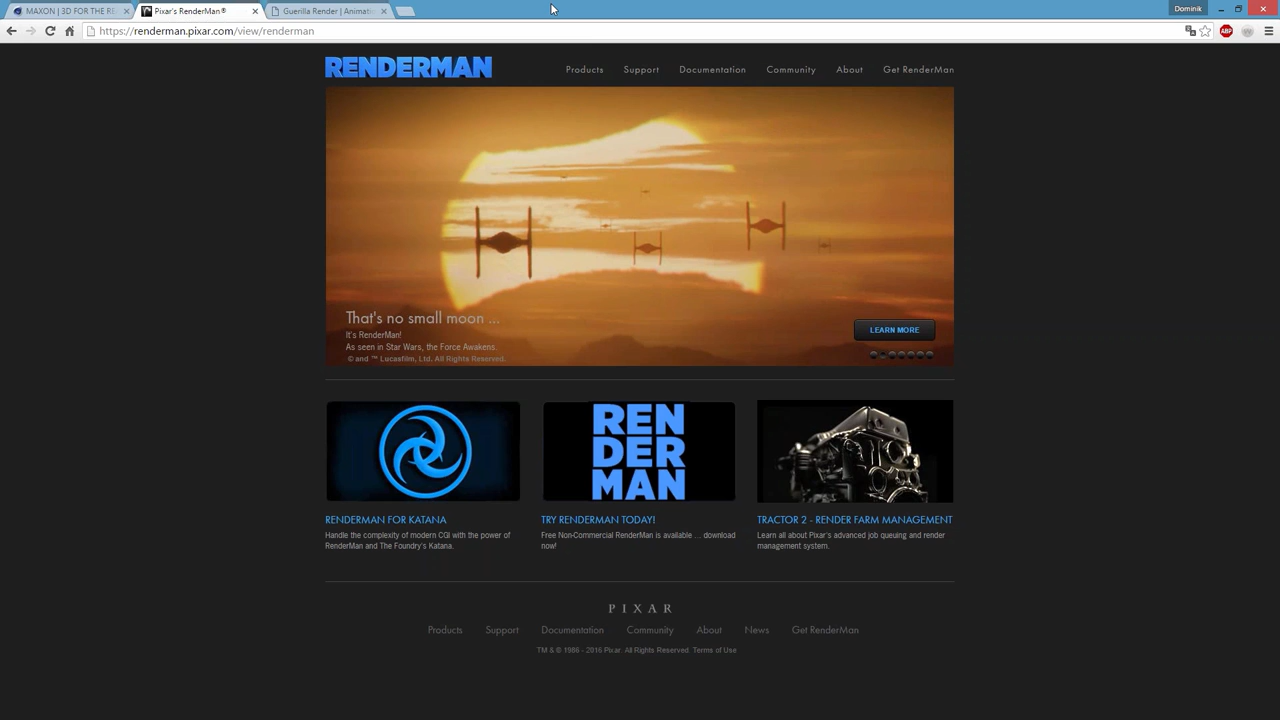 MAXON | 3D FOR THE RE
Pixar's RenderMan®
Guerilla Render | Animatio
Dominik
https://renderman.pixar.com/view/renderman
ABP
RENDERMAN
Products
Support
Documentation
Community
About
Get RenderMan
That's no small moon ...
It's RenderMan!
As seen in Star Wars, the Force Awakens.
© and ™ Lucasfilm, Ltd. All Rights Reserved.
LEARN MORE
REN
DER
MAN
RENDERMAN FOR KATANA
Handle the complexity of modern CGI with the power of
RenderMan and The Foundry's Katana.
TRY RENDERMAN TODAY!
Free Non-Commercial RenderMan is available . . . download
now!
TRACTOR 2 - RENDER FARM MANAGEMENT
Learn all about Pixar's advanced job queuing and render
management system.
PIXAR
Products
Support
Documentation
Community
About
News
Get RenderMan
TM & © 1986 - 2016 Pixar. All Rights Reserved. Terms of Use